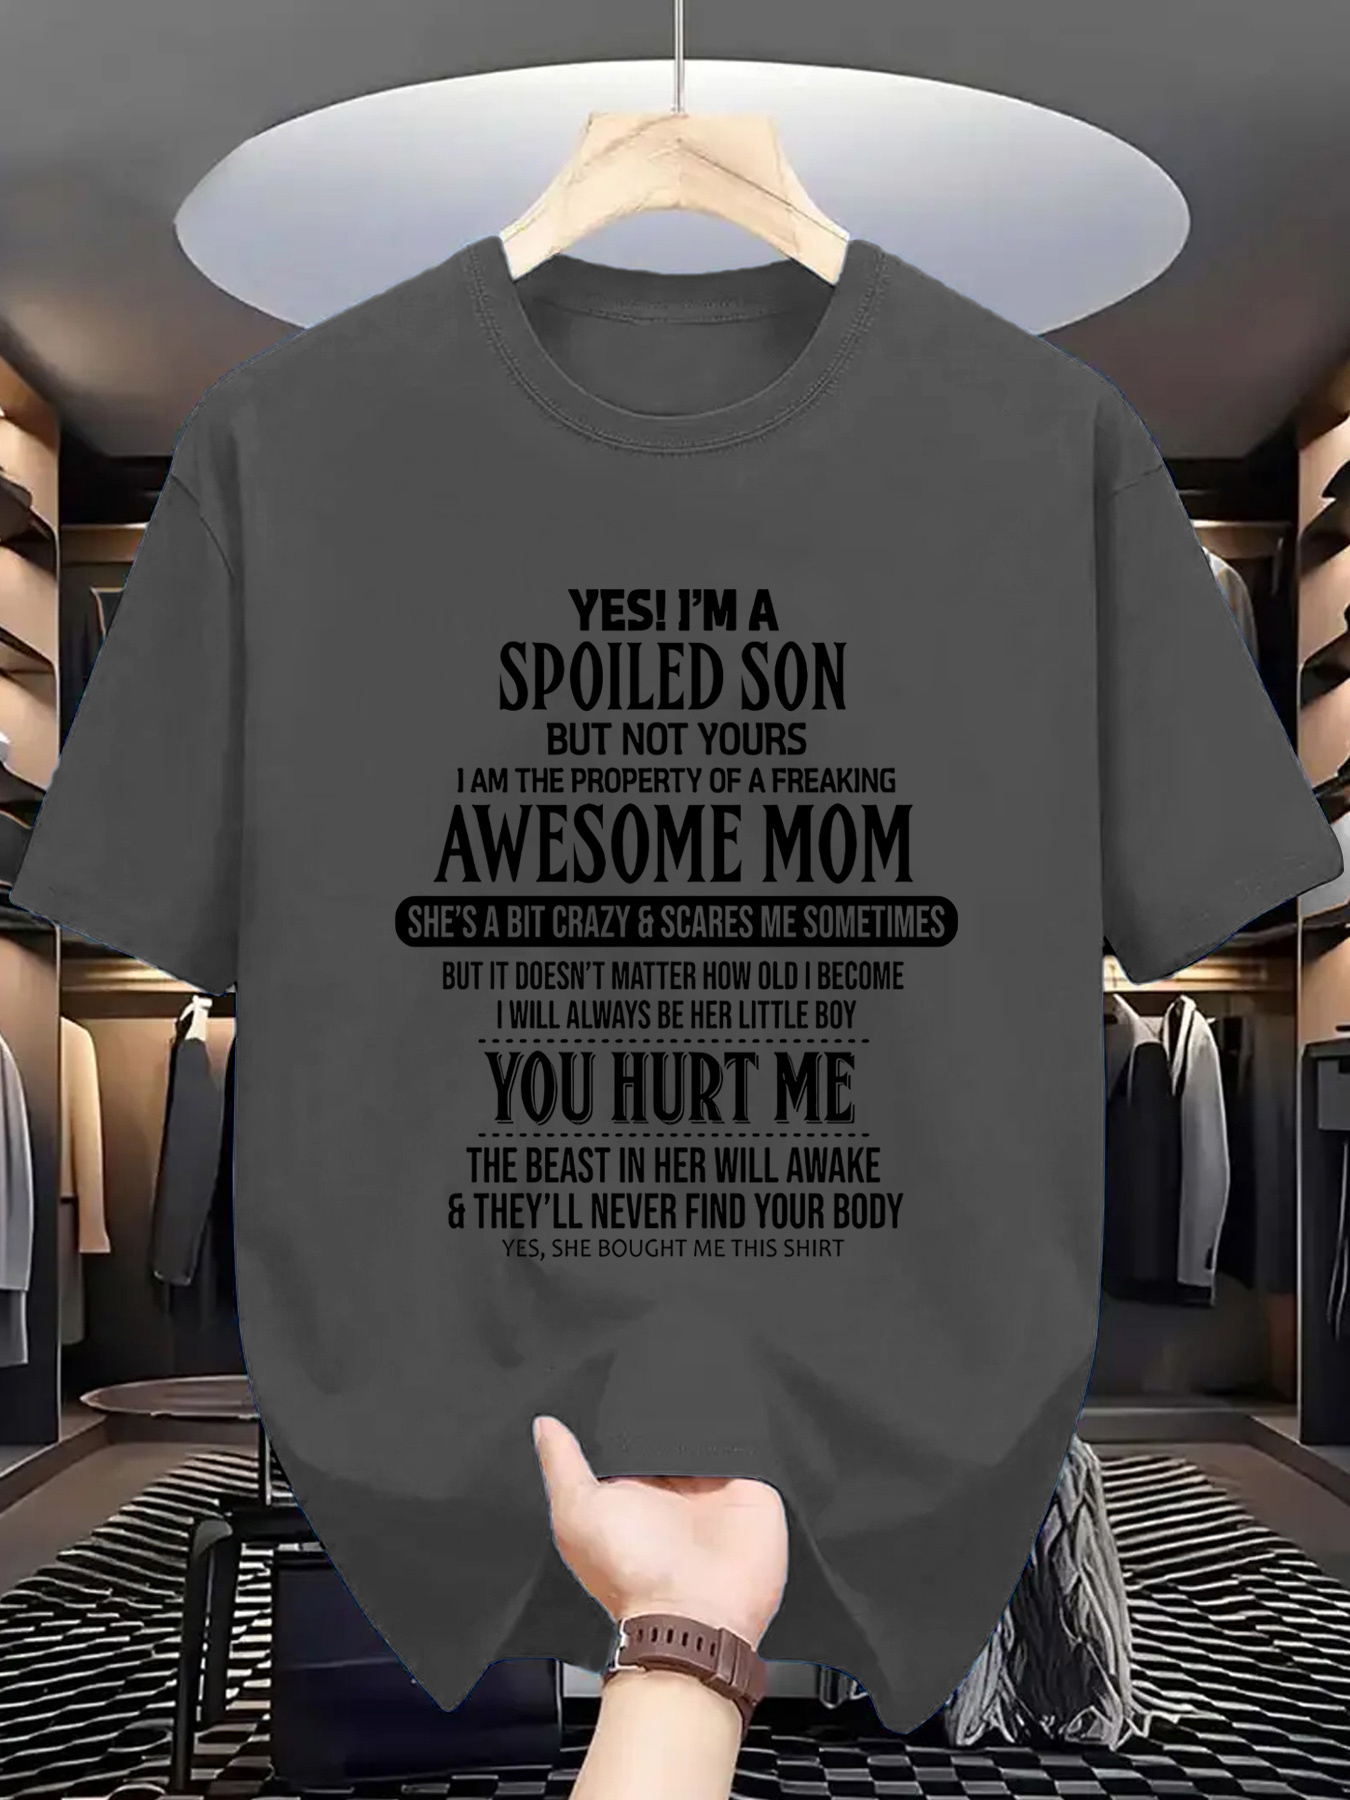 YES! I'M A
SPOILED SON
BUT NOT YOURS
I AM THE PROPERTY OF A FREAKING
AWESOME MOM
SHE'S A BIT CRAZY & SCARES ME SOMETIMES
BUT IT DOESN'T MATTER HOW OLD I BECOME
I WILL ALWAYS BE HER LITTLE BOY
YOU HURT ME
THE BEAST IN HER WILL AWAKE
& THEY'LL NEVER FIND YOUR BODY
YES, SHE BOUGHT ME THIS SHIRT